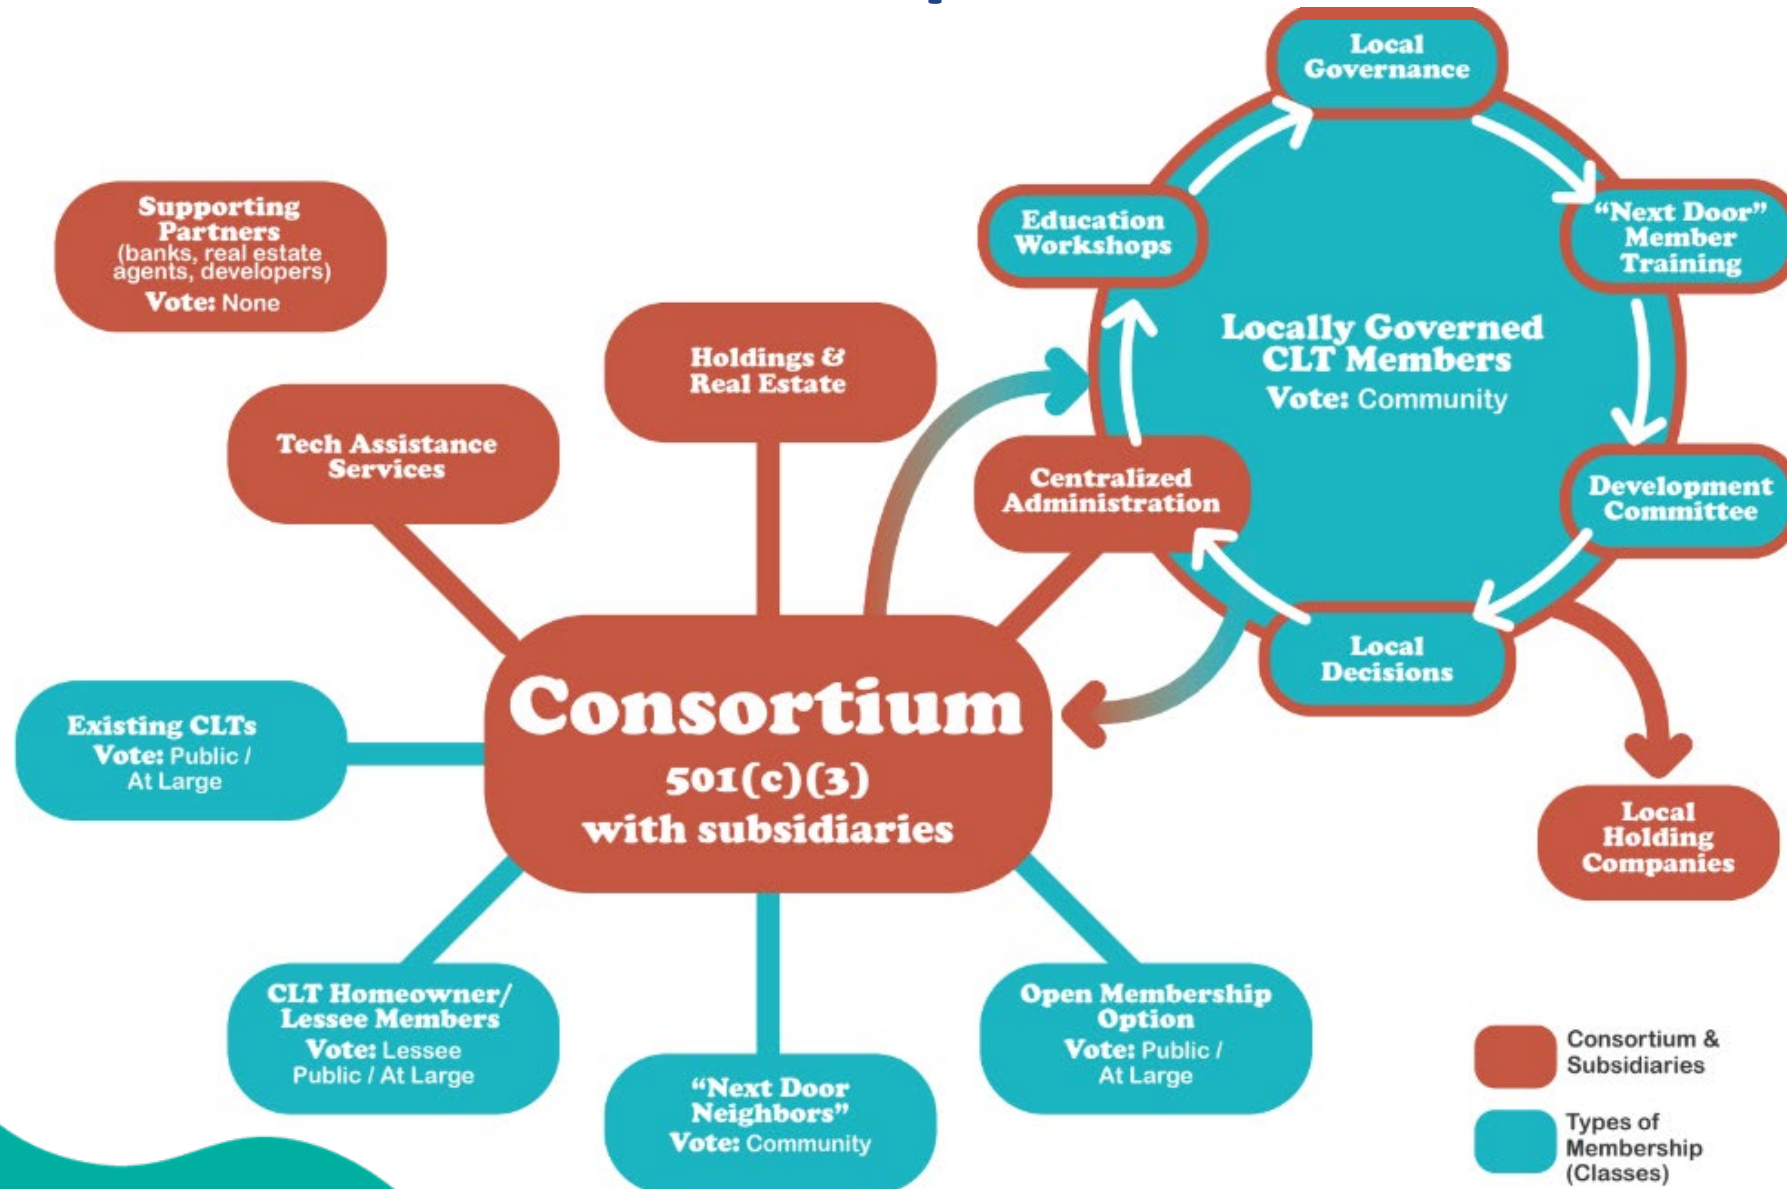 Local
Governance
"Next Door"
Member
Training
Development
Committee
Local
Decisions
Centralized
Administration
Education
Workshops
Locally Governed
CLT Members
Vote: Community
Supporting
Partners
(banks, real estate
agents, developers)
Vote: None
Holdings &
Real Estate
Tech Assistance
Services
Consortium
501(c)(3)
with subsidiaries
Existing CLTs
Vote: Public /
At Large
CLT Homeowner/
Lessee Members
Vote: Lessee
Public / At Large
"Next Door
Neighbors"
Vote: Community
Open Membership
Option
Vote: Public /
At Large
Local
Holding
Companies
Consortium &
Subsidiaries
Types of
Membership
(Classes)